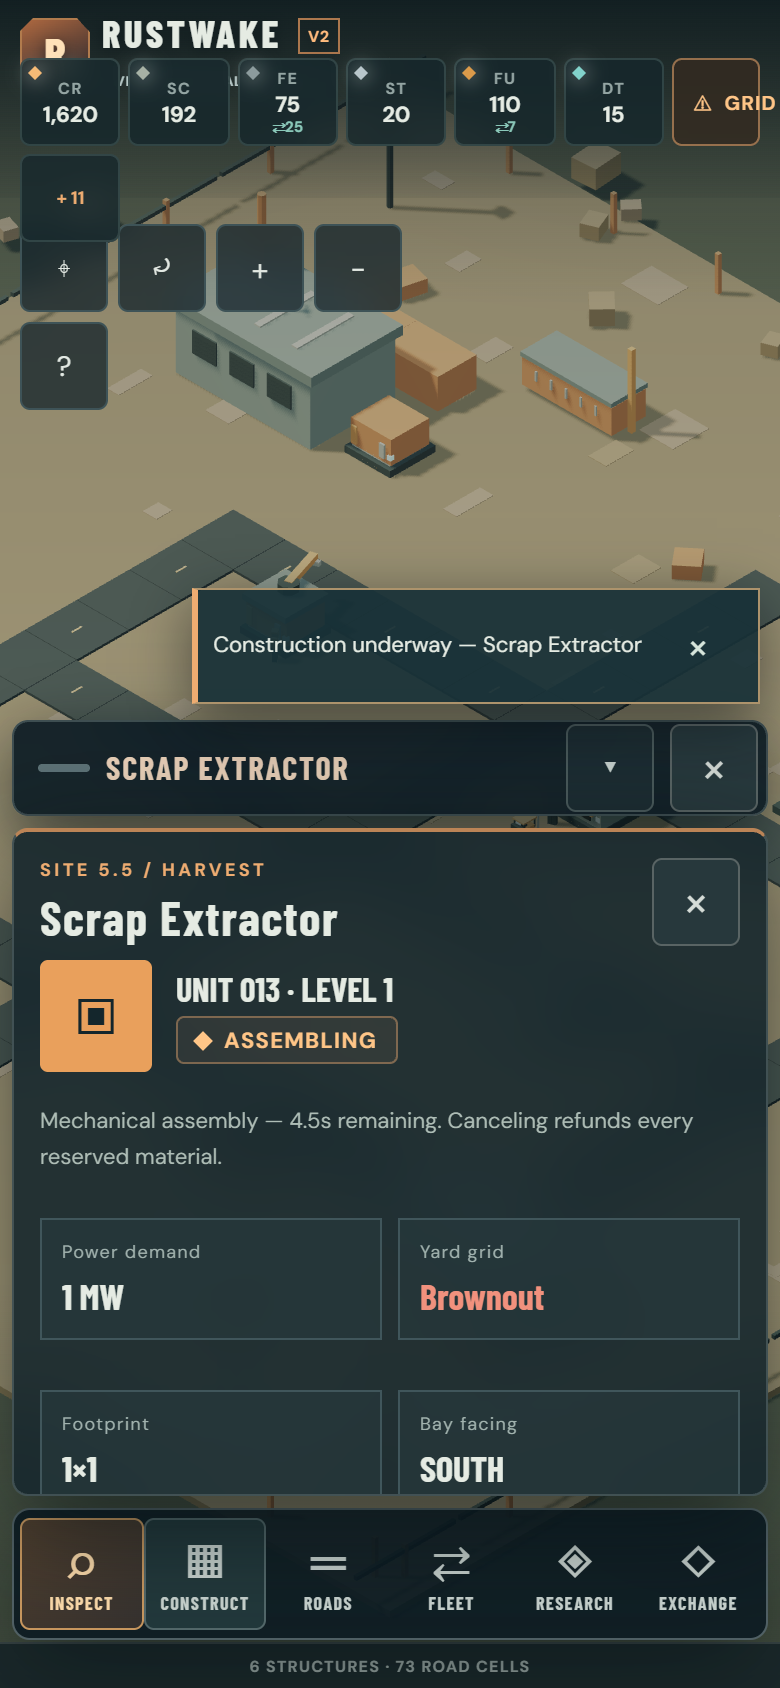 RUSTWAKE V2
CR
1,620
SC
192
FE
75
⇄25
ST
20
FU
110
⇄7
DT
15
⚠ GRID
+ 11
+
-
?
Construction underway — Scrap Extractor ×
SCRAP EXTRACTOR ▼ ×
SITE 5.5 / HARVEST
Scrap Extractor ×
UNIT 013 · LEVEL 1
◆ ASSEMBLING
Mechanical assembly — 4.5s remaining. Canceling refunds every
reserved material.
Power demand
1 MW
Yard grid
Brownout
Footprint
1×1
Bay facing
SOUTH
INSPECT
CONSTRUCT
ROADS
FLEET
RESEARCH
EXCHANGE
6 STRUCTURES · 73 ROAD CELLS